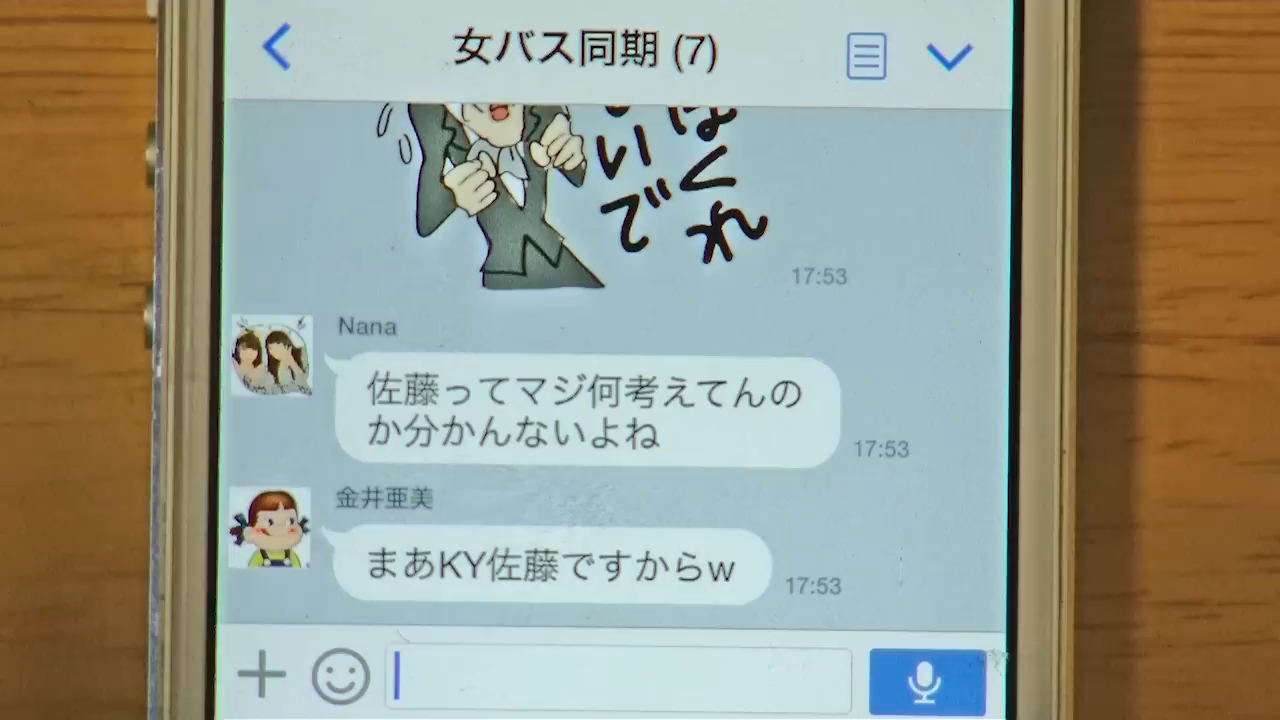 女バス同期 (7)
はくれ
いで
17:53
Nana
佐藤ってマジ何考えてんの
か分かんないよね
17:53
金井亜美
まあKY佐藤ですからw
17:53